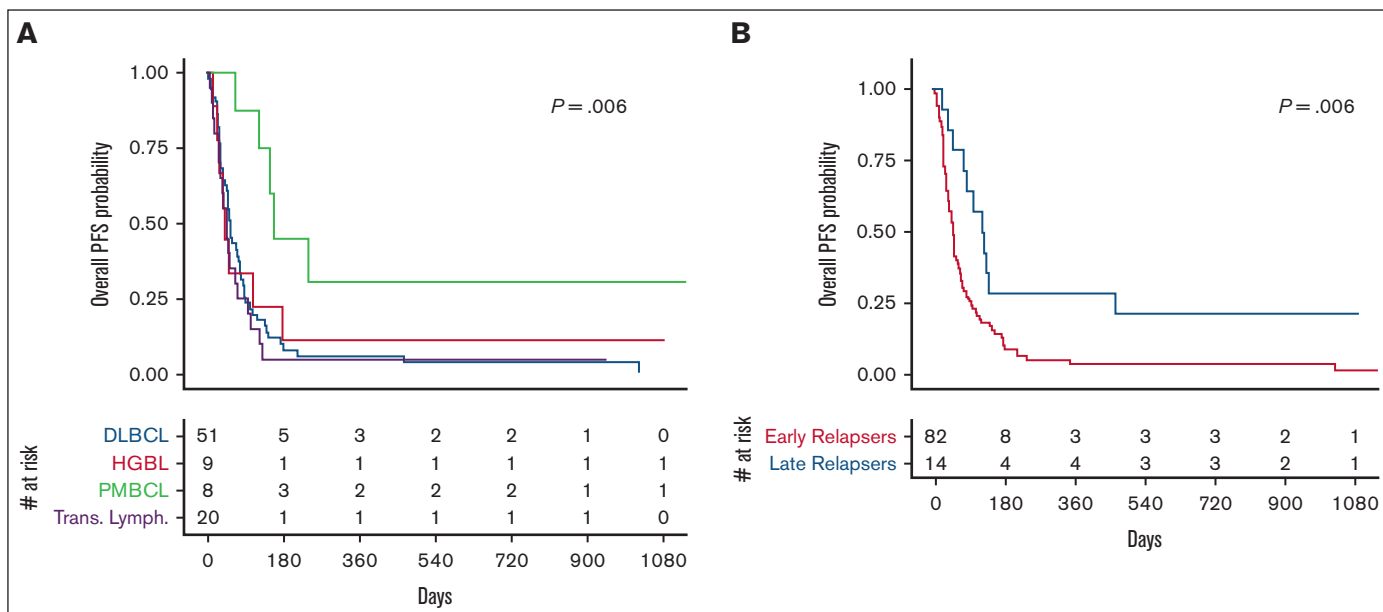 A
Overall PFS probability
1.00
0.75
0.50
0.25
0.00
P = .006
# at risk
DLBCL 51 5 3 2 2 1 0
HGBL 9 1 1 1 1 1 1
PMBCL 8 3 2 2 2 1 1
Trans. Lymph. 20 1 1 1 1 1 0
0 180 360 540 720 900 1080
Days
B
Overall PFS probability
1.00
0.75
0.50
0.25
0.00
P = .006
# at risk
Early Relapsers 82 8 3 3 3 2 1
Late Relapsers 14 4 4 3 3 2 1
0 180 360 540 720 900 1080
Days